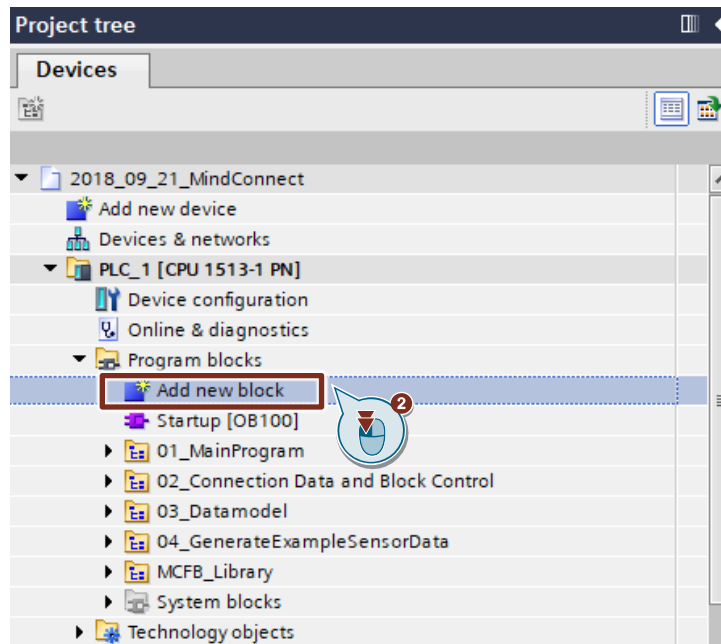 Project tree
Devices
2018_09_21_MindConnect
Add new device
Devices & networks
PLC_1 [CPU 1513-1 PN]
Device configuration
Online & diagnostics
Program blocks
Add new block
2
Startup [OB100]
01_MainProgram
02_Connection Data and Block Control
03_Datamodel
04_GenerateExampleSensorData
MCFB_Library
System blocks
Technology objects